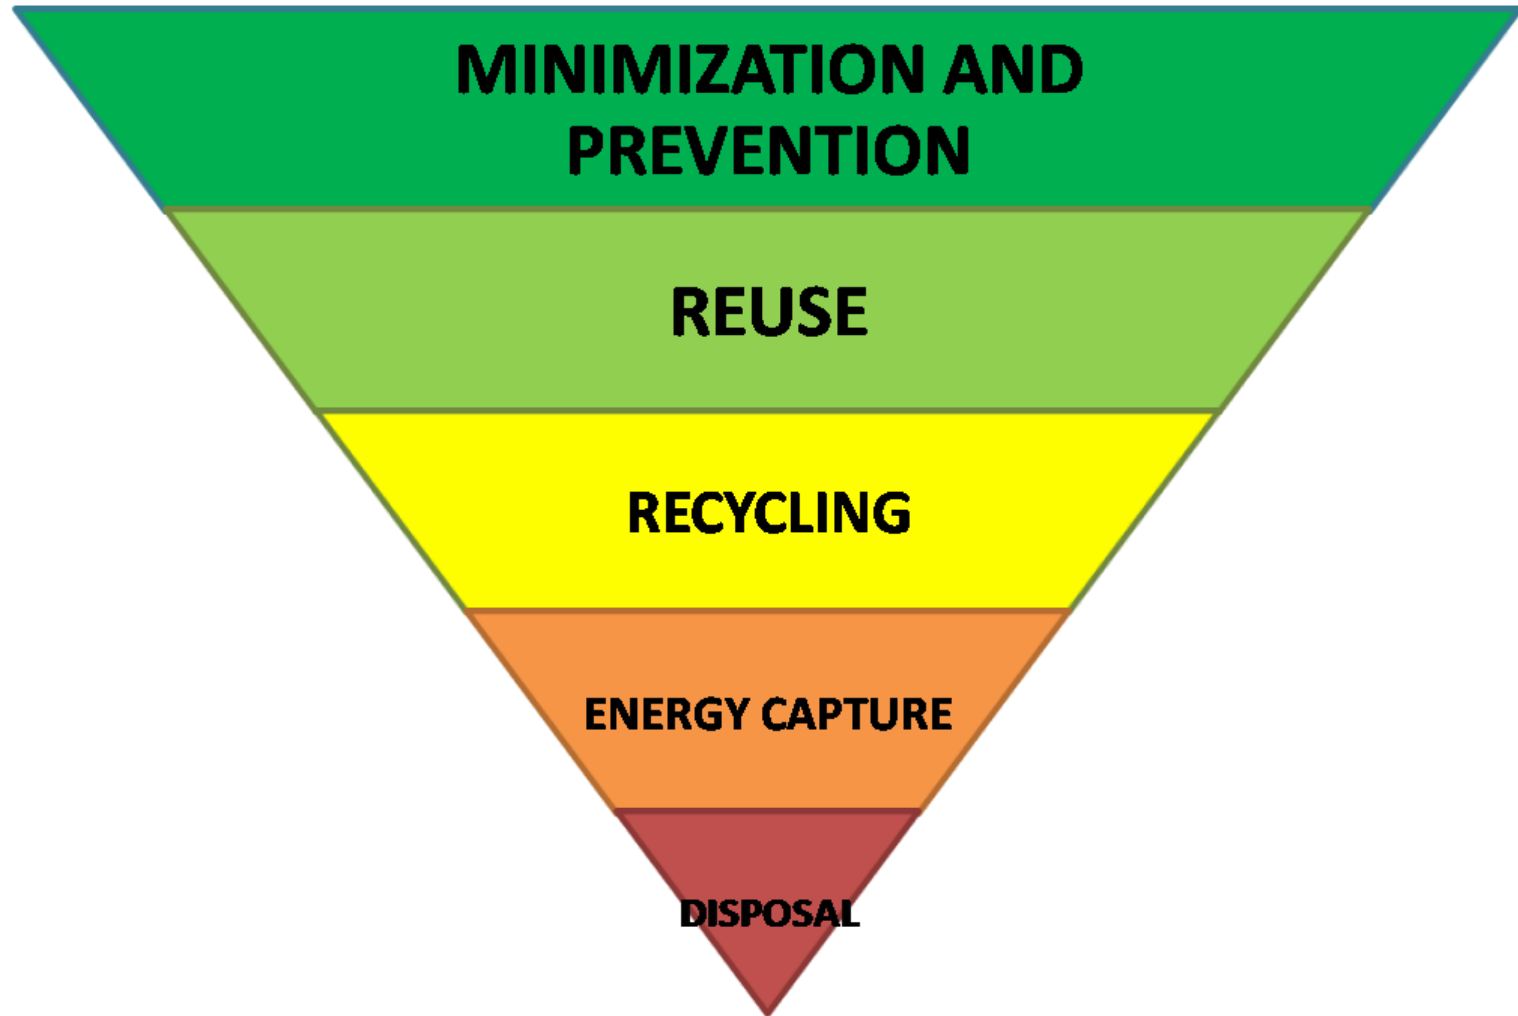 MINIMIZATION AND
PREVENTION
REUSE
RECYCLING
ENERGY CAPTURE
DISPOSAL